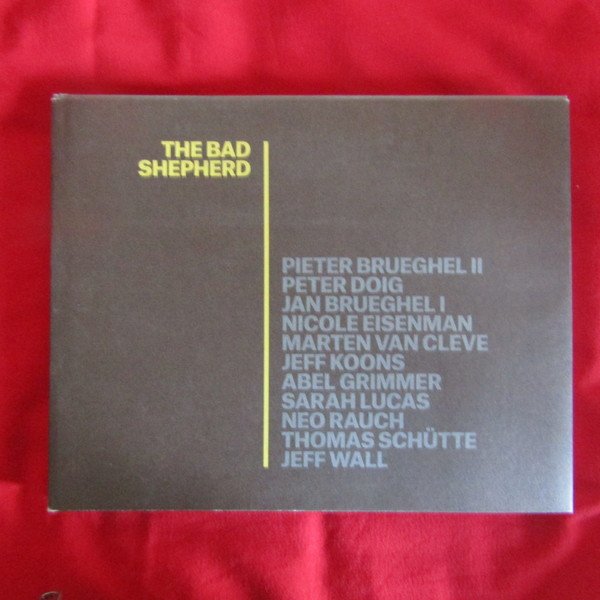 THE BAD
SHEPHERD
PIETER BRUEGHEL II
PETER DOIG
JAN BRUEGHEL I
NICOLE EISENMAN
MARTEN VAN CLEVE
JEFF KOONS
ABEL GRIMMER
SARAH LUCAS
NEO RAUCH
THOMAS SCHÜTTE
JEFF WALL